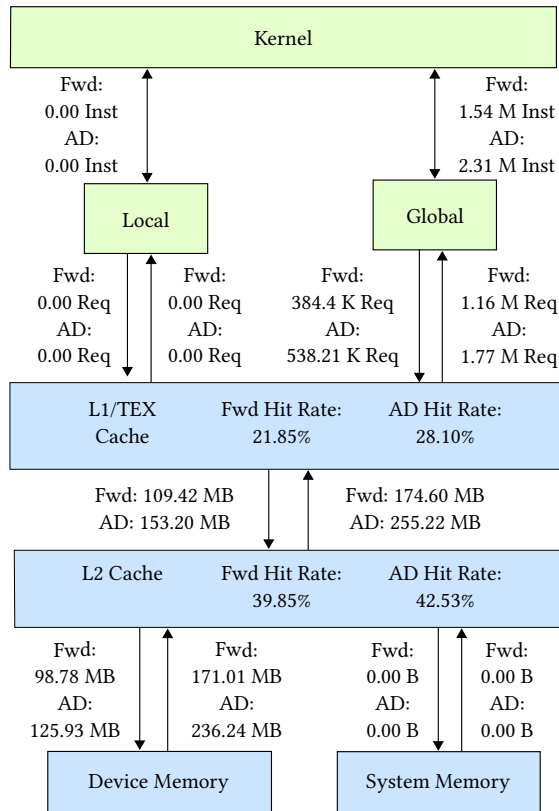 Kernel
Fwd:
0.00 Inst
AD:
0.00 Inst
Fwd:
1.54 M Inst
AD:
2.31 M Inst
Local
Global
Fwd:
0.00 Req
AD:
0.00 Req
Fwd:
0.00 Req
AD:
0.00 Req
Fwd:
384.4 K Req
AD:
538.21 K Req
Fwd:
1.16 M Req
AD:
1.77 M Req
L1/TEX
Cache
Fwd Hit Rate:
21.85%
AD Hit Rate:
28.10%
Fwd: 109.42 MB
AD: 153.20 MB
Fwd: 174.60 MB
AD: 255.22 MB
L2 Cache
Fwd Hit Rate:
39.85%
AD Hit Rate:
42.53%
Fwd:
98.78 MB
AD:
125.93 MB
Fwd:
171.01 MB
AD:
236.24 MB
Fwd:
0.00 B
AD:
0.00 B
Fwd:
0.00 B
AD:
0.00 B
Device Memory
System Memory